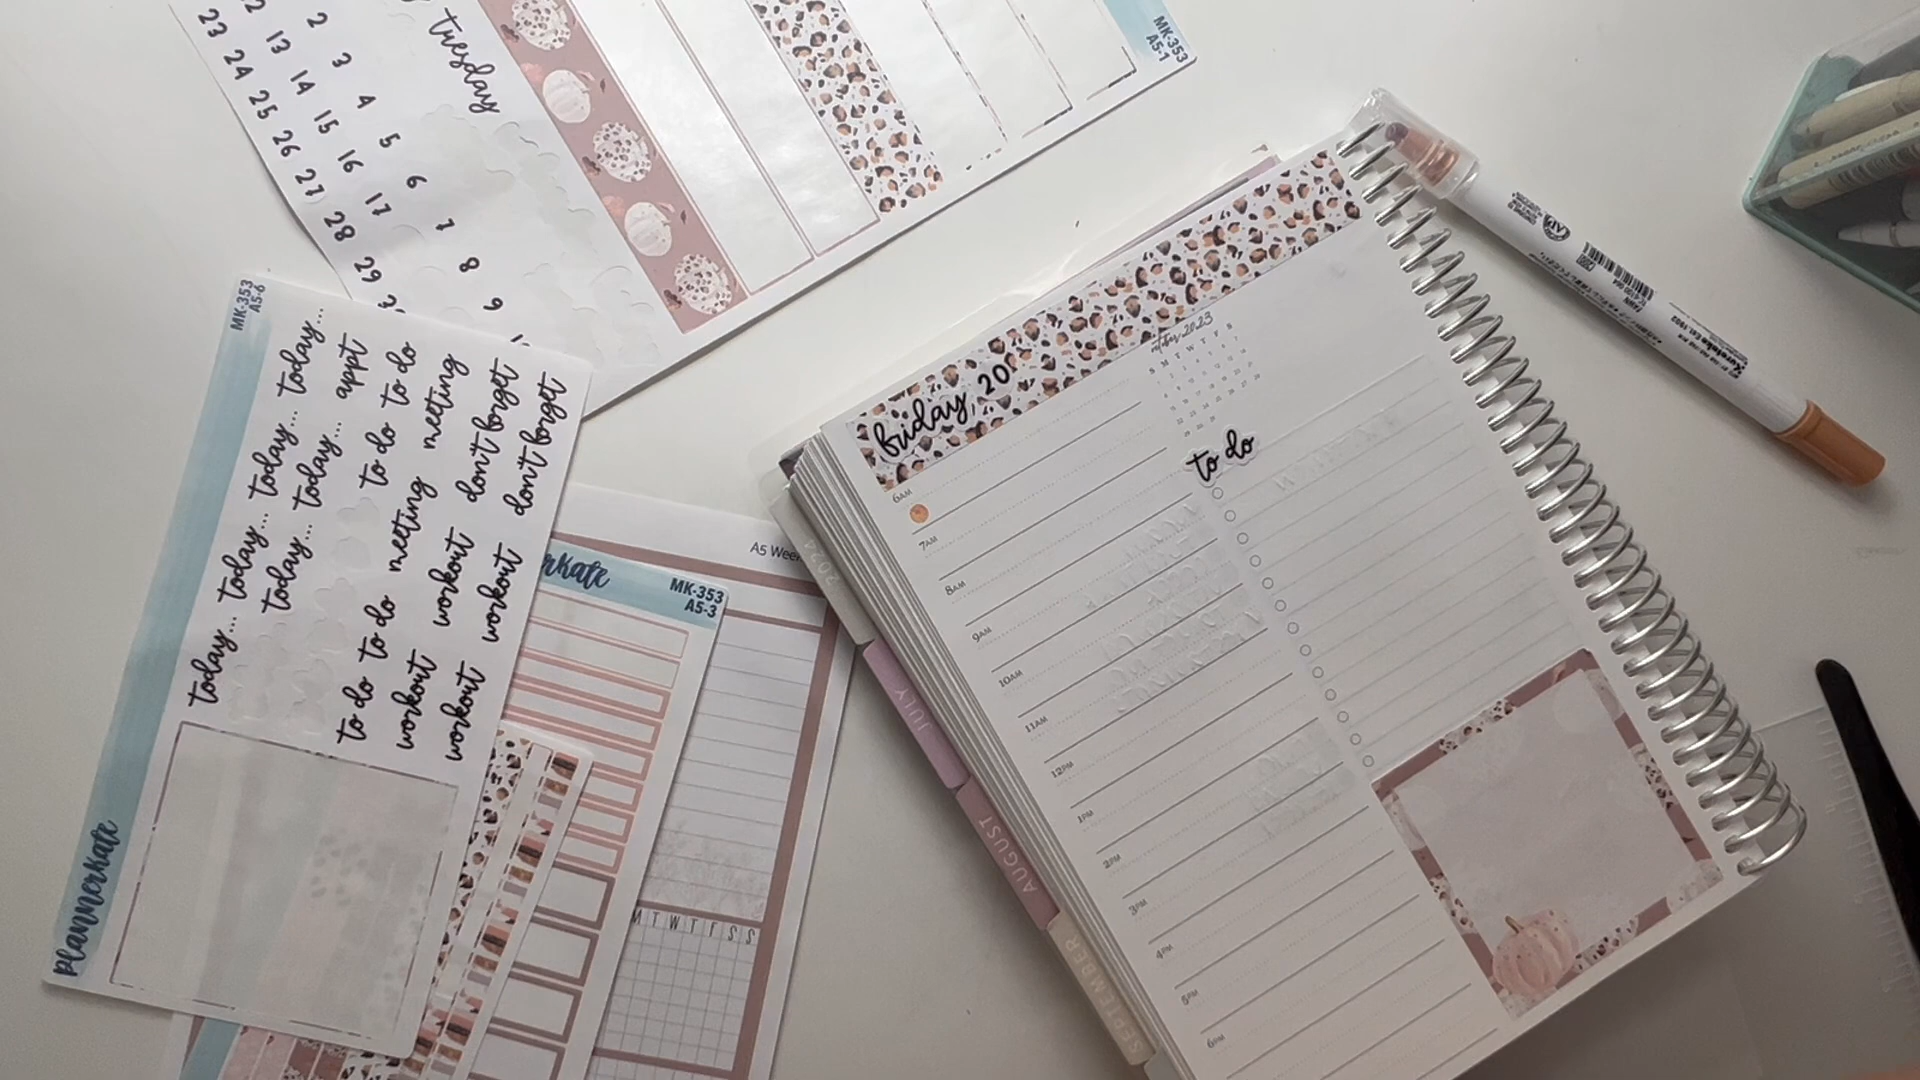 Tuesday
2
3
4
5
6
7
8
9
12
13
14
15
16
17
23
24
25
26
27
28
29
MK-353
A5-1
MK-353
A5-6
today... today... today... today...
today... today... appt
to do to do to do to do
meeting meeting
workout workout don't forget don't forget
workout workout
plannerkate
A5 Week
MK-353
A5-3
M T W T F S S
friday, 20
october 2023
S M T W T F S
to do
6AM
7AM
8AM
9AM
10AM
11AM
12PM
1PM
2PM
3PM
4PM
5PM
6PM
2024
JULY
AUGUST
SEPTEMBER